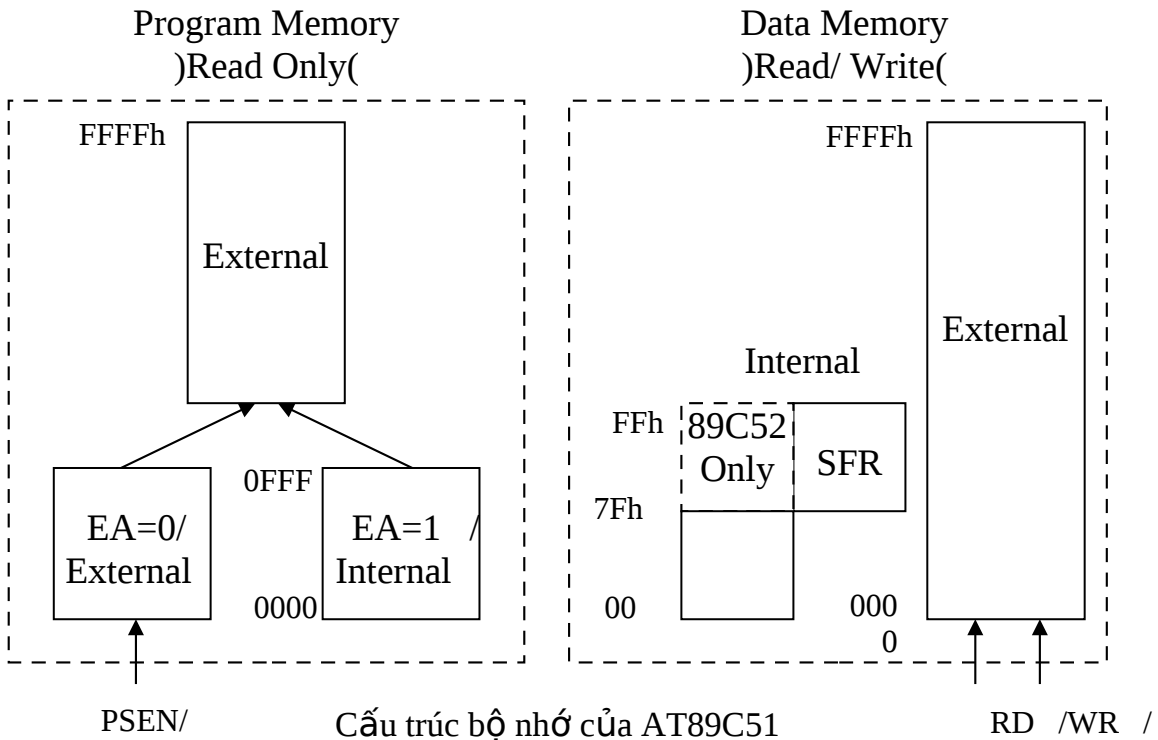 Program Memory
)Read Only(
FFFFh
External
0FFF
EA=0/
External
EA=1 /
Internal
0000
PSEN/
Data Memory
)Read/ Write(
FFFFh
External
Internal
FFh
89C52
Only
SFR
7Fh
00
000
0
RD /WR /
Cấu trúc bộ nhớ của AT89C51